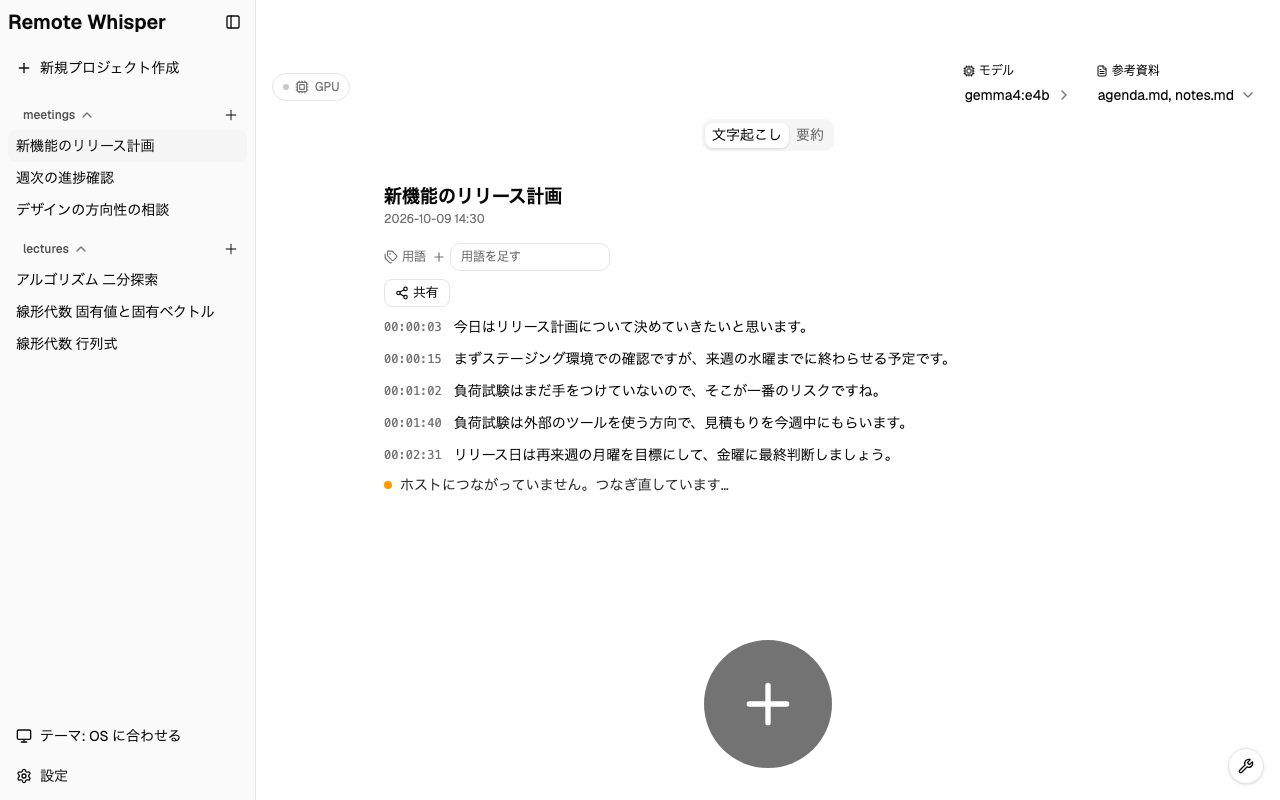 Remote Whisper
新規プロジェクト作成
meetings
新機能のリリース計画
週次の進捗確認
デザインの方向性の相談
lectures
アルゴリズム 二分探索
線形代数 固有値と固有ベクトル
線形代数 行列式
テーマ: OS に合わせる
設定
GPU
モデル
gemma4:e4b
参考資料
agenda.md, notes.md
文字起こし 要約
新機能のリリース計画
2026-10-09 14:30
用語 用語を足す
共有
00:00:03 今日はリリース計画について決めていきたいと思います。
00:00:15 まずステージング環境での確認ですが、来週の水曜までに終わらせる予定です。
00:01:02 負荷試験はまだ手をつけていないので、そこが一番のリスクですね。
00:01:40 負荷試験は外部のツールを使う方向で、見積もりを今週中にもらいます。
00:02:31 リリース日は再来週の月曜を目標にして、金曜に最終判断しましょう。
ホストにつながっていません。つなぎ直しています…